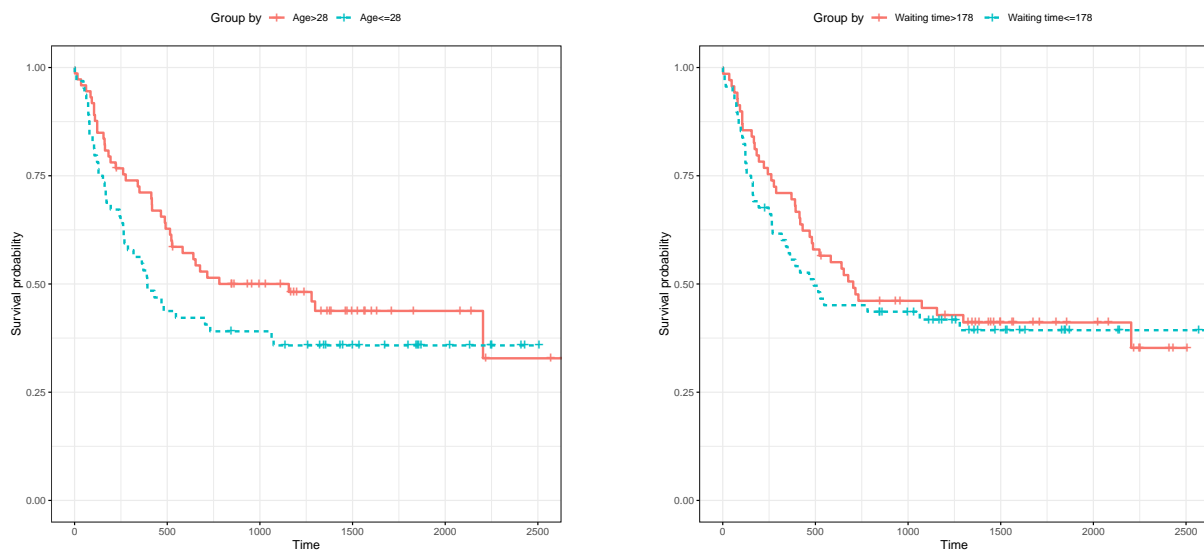 Group by Age>28 Age<=28
1.00
0.75
0.50
0.25
0.00
Survival probability
0 500 1000 1500 2000 2500
Time
Group by Waiting time>178 Waiting time<=178
1.00
0.75
0.50
0.25
0.00
Survival probability
0 500 1000 1500 2000 2500
Time